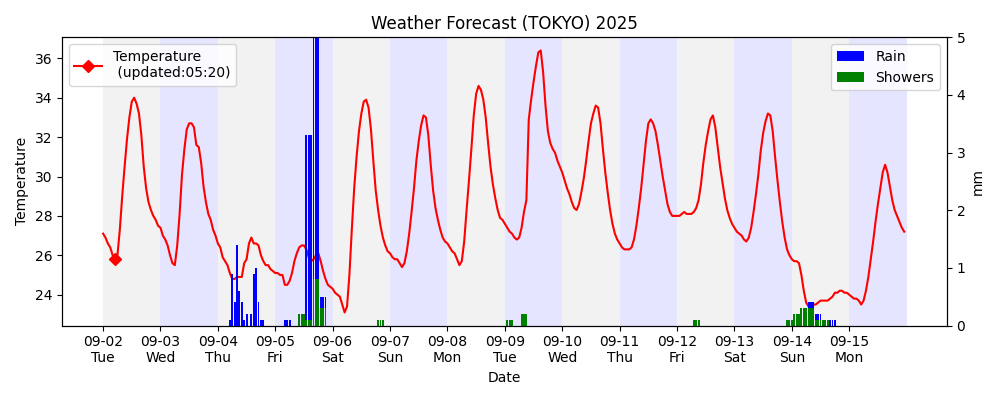 Weather Forecast (TOKYO) 2025
Temperature
(updated:05:20)
Rain
Showers
Temperature
36
34
32
30
28
26
24
5
4
3
2
1
0
mm
09-02 09-03 09-04 09-05 09-06 09-07 09-08 09-09 09-10 09-11 09-12 09-13 09-14 09-15
Tue Wed Thu Fri Sat Sun Mon Tue Wed Thu Fri Sat Sun Mon
Date